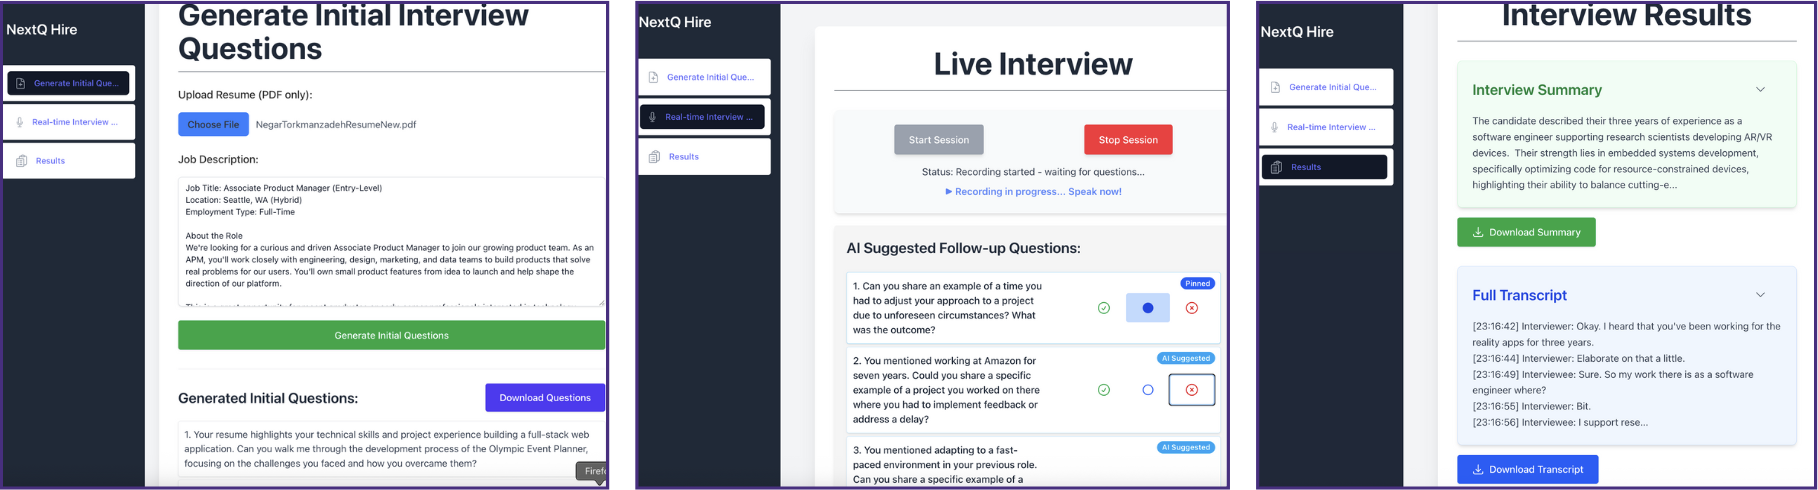 NextQ Hire
Generate Initial Que...
Real-time Interview ...
Results
Generate Initial Interview
Questions
Upload Resume (PDF only):
Choose File NegarTorkmanzadehResumeNew.pdf
Job Description:
Job Title: Associate Product Manager (Entry-Level)
Location: Seattle, WA (Hybrid)
Employment Type: Full-Time
About the Role
We're looking for a curious and driven Associate Product Manager to join our growing product team. As an
APM, you'll work closely with engineering, design, marketing, and data teams to build products that solve
real problems for our users. You'll own small product features from idea to launch and help shape the
direction of our platform.
Generate Initial Questions
Generated Initial Questions:
Download Questions
1. Your resume highlights your technical skills and project experience building a full-stack web
application. Can you walk me through the development process of the Olympic Event Planner,
focusing on the challenges you faced and how you overcame them?
Firefo
NextQ Hire
Generate Initial Que...
Real-time Interview ...
Results
Live Interview
Start Session
Stop Session
Status: Recording started - waiting for questions...
Recording in progress... Speak now!
AI Suggested Follow-up Questions:
Pinned
1. Can you share an example of a time you
had to adjust your approach to a project
due to unforeseen circumstances? What
was the outcome?
AI Suggested
2. You mentioned working at Amazon for
seven years. Could you share a specific
example of a project you worked on there
where you had to implement feedback or
address a delay?
AI Suggested
3. You mentioned adapting to a fast-
paced environment in your previous role.
Can you share a specific example of a
NextQ Hire
Generate Initial Que...
Real-time Interview ...
Results
Interview Results
Interview Summary
The candidate described their three years of experience as a
software engineer supporting research scientists developing AR/VR
devices. Their strength lies in embedded systems development,
specifically optimizing code for resource-constrained devices,
highlighting their ability to balance cutting-e...
Download Summary
Full Transcript
[23:16:42] Interviewer: Okay. I heard that you've been working for the
reality apps for three years.
[23:16:44] Interviewer: Elaborate on that a little.
[23:16:49] Interviewee: Sure. So my work there is as a software
engineer where?
[23:16:55] Interviewer: Bit.
[23:16:56] Interviewee: I support rese...
Download Transcript